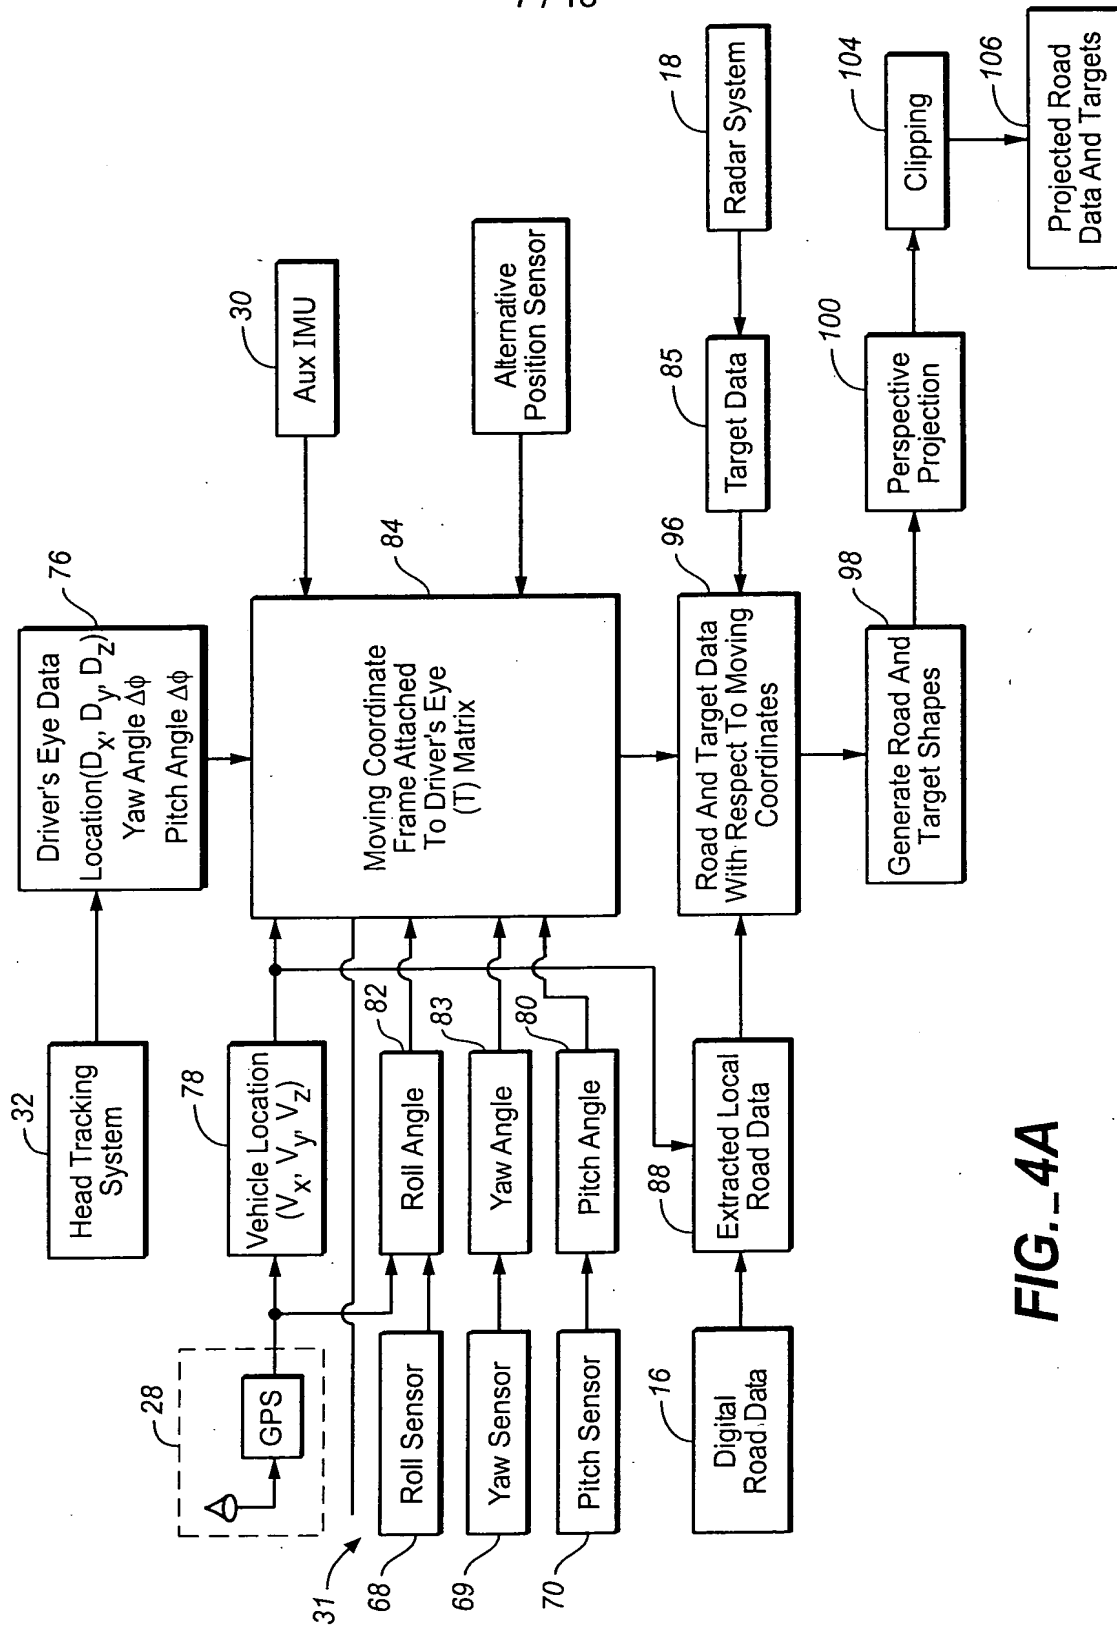 32
Head Tracking
System
76
Driver's Eye Data
Location(Dx, Dy, Dz)
Yaw Angle Δϕ
Pitch Angle Δϕ
28
GPS
78
Vehicle Location
(Vx, Vy, Vz)
30
Aux IMU
84
Moving Coordinate
Frame Attached
To Driver's Eye
(T) Matrix
Alternative
Position Sensor
31
68
Roll Sensor
82
Roll Angle
69
Yaw Sensor
83
Yaw Angle
70
Pitch Sensor
80
Pitch Angle
16
Digital
Road Data
88
Extracted Local
Road Data
96
Road And Target Data
With Respect To Moving
Coordinates
85
Target Data
18
Radar System
98
Generate Road And
Target Shapes
100
Perspective
Projection
104
Clipping
106
Projected Road
Data And Targets
FIG._4A